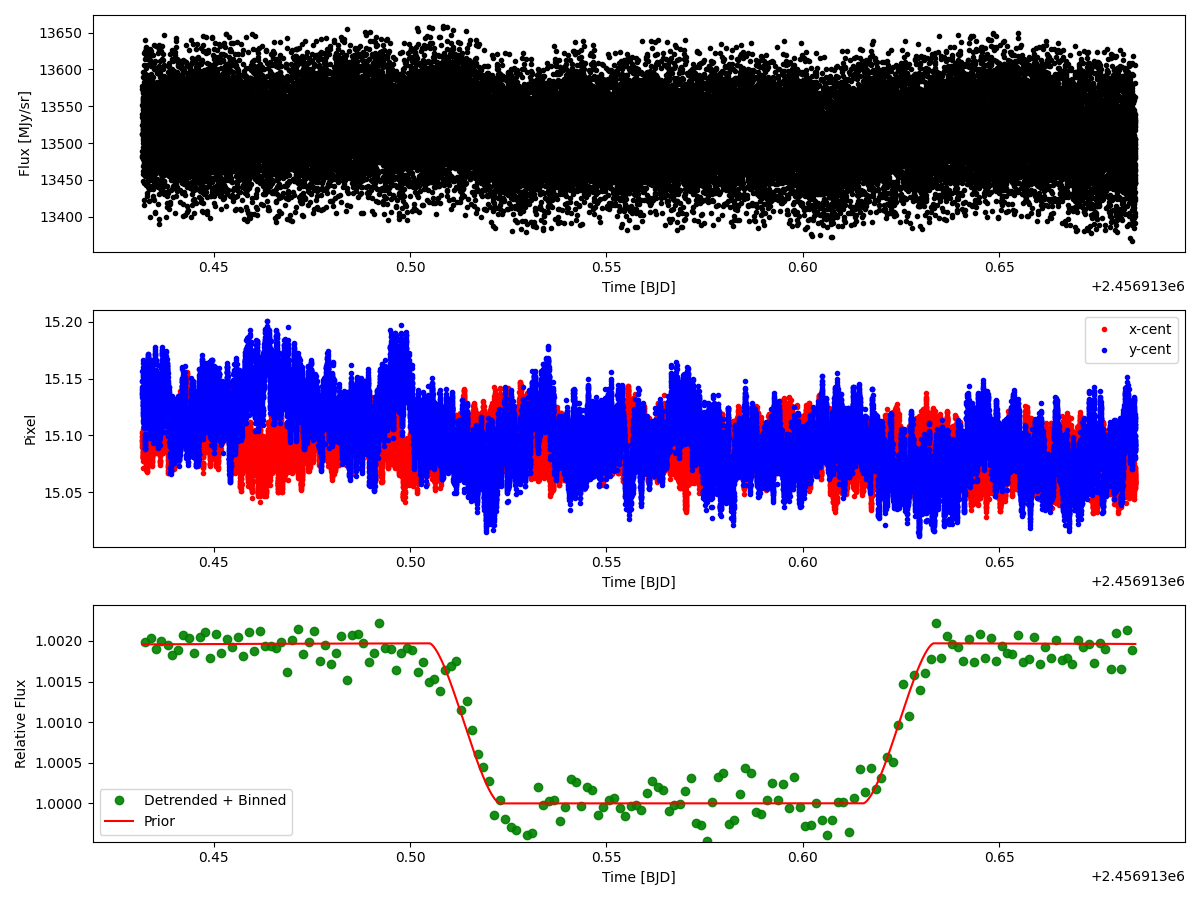 13650
13600
13550
13500
13450
13400
Flux [MJy/sr]
0.45 0.50 0.55 0.60 0.65
Time [BJD]
+2.456913e6
15.20
15.15
15.10
15.05
Pixel
x-cent
y-cent
0.45 0.50 0.55 0.60 0.65
Time [BJD]
+2.456913e6
1.0020
1.0015
1.0010
1.0005
1.0000
Relative Flux
Detrended + Binned
Prior
0.45 0.50 0.55 0.60 0.65
Time [BJD]
+2.456913e6